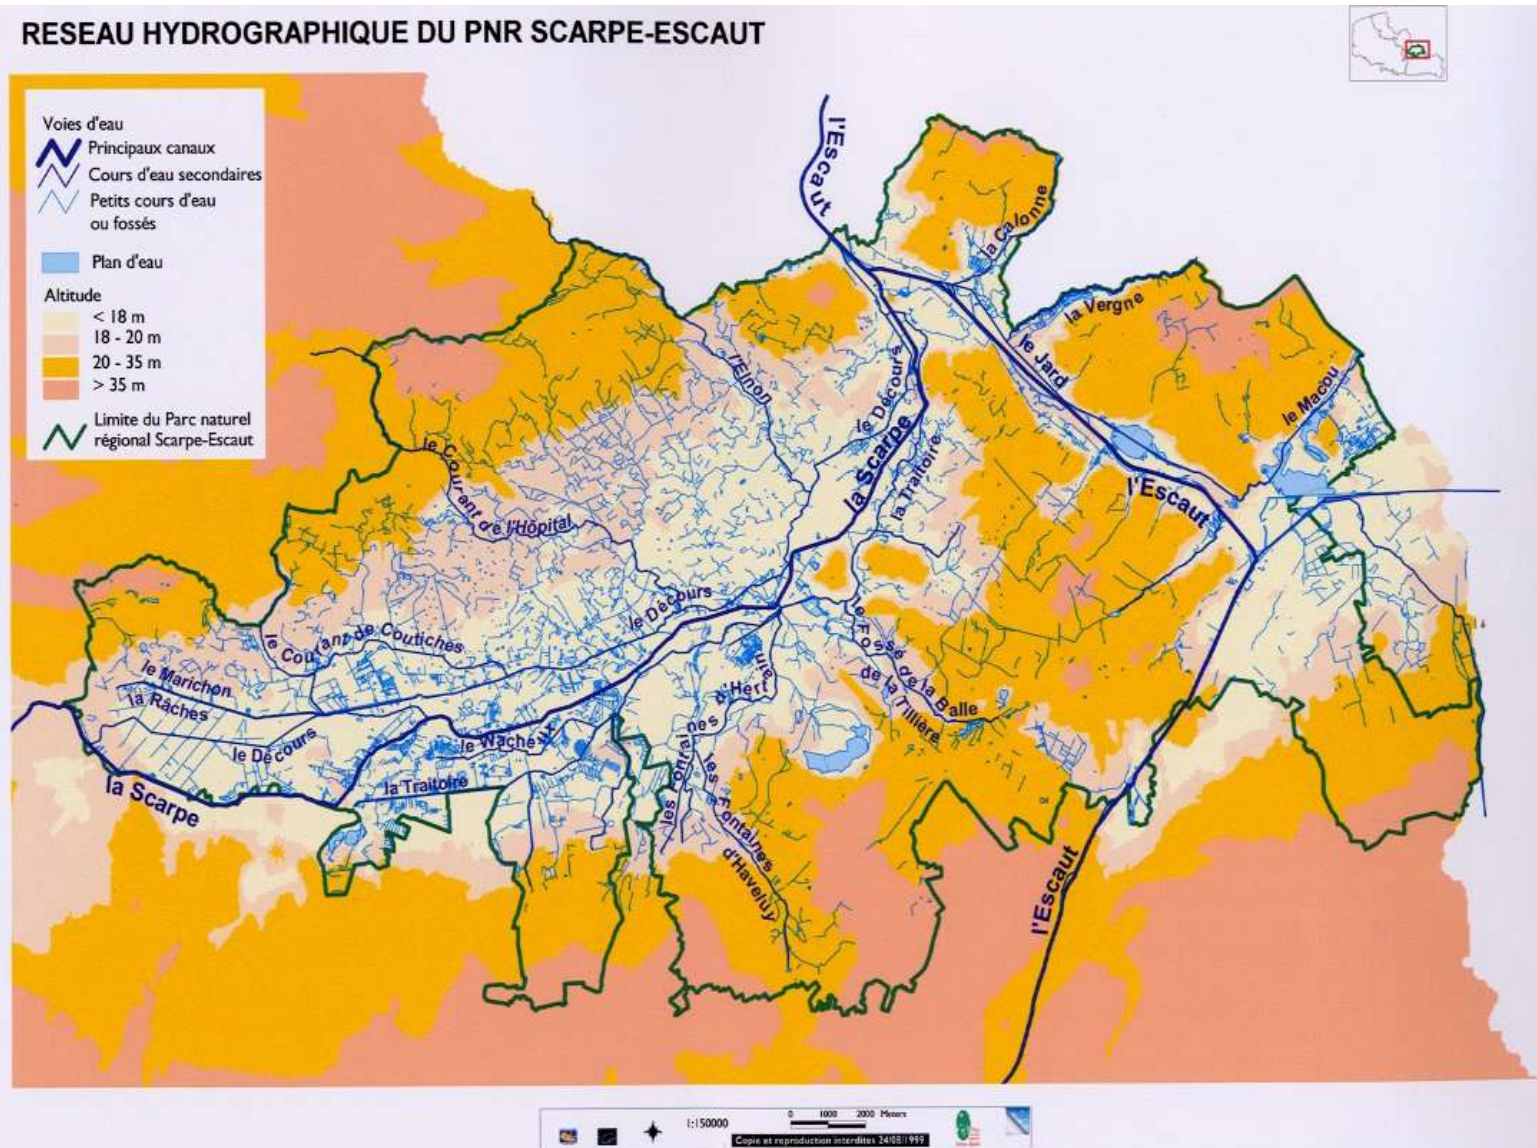 RESEAU HYDROGRAPHIQUE DU PNR SCARPE-ESCAUT
Voies d'eau
Principaux canaux
Cours d'eau secondaires
Petits cours d'eau
ou fossés
Plan d'eau
Altitude
< 18 m
18 - 20 m
20 - 35 m
> 35 m
Limite du Parc naturel
régional Scarpe-Escaut
l'Escaut
la Calonne
la Vergne
le Jard
l'Elnon
le Décours
le Macou
la Scarpe
la Traitoire
le Courant de l'Hôpital
l'Escaut
le Décours
le Courant de Coutiches
le Fossé de la Balle
de la Tillière
le Marichon
la Râches
les Fontaines d'Hertuie
le Décours
le Wacheux
la Traitoire
la Scarpe
les Fontaines
d'Haveluy
l'Escaut
1:150000
0 1000 2000 Meters
Copie et reproduction interdites 24/08/1999